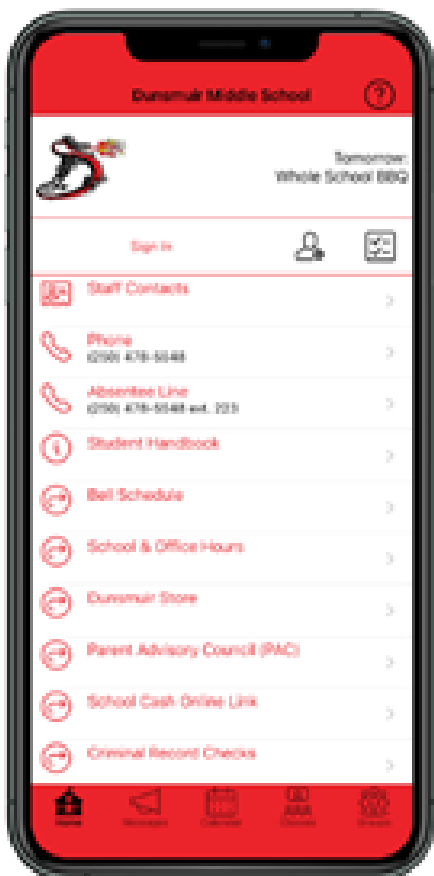 Dunsmuir Middle School
?
Tomorrow:
Whole School BBQ
Sign In
Staff Contacts
Phone
(250) 478-5548
Absentee Line
(250) 478-5548 ext. 223
Student Handbook
Bell Schedule
School & Office Hours
Dunsmuir Store
Parent Advisory Council (PAC)
School Cash Online Link
Criminal Record Checks
Home
Messages
Calendar
Classes
Groups